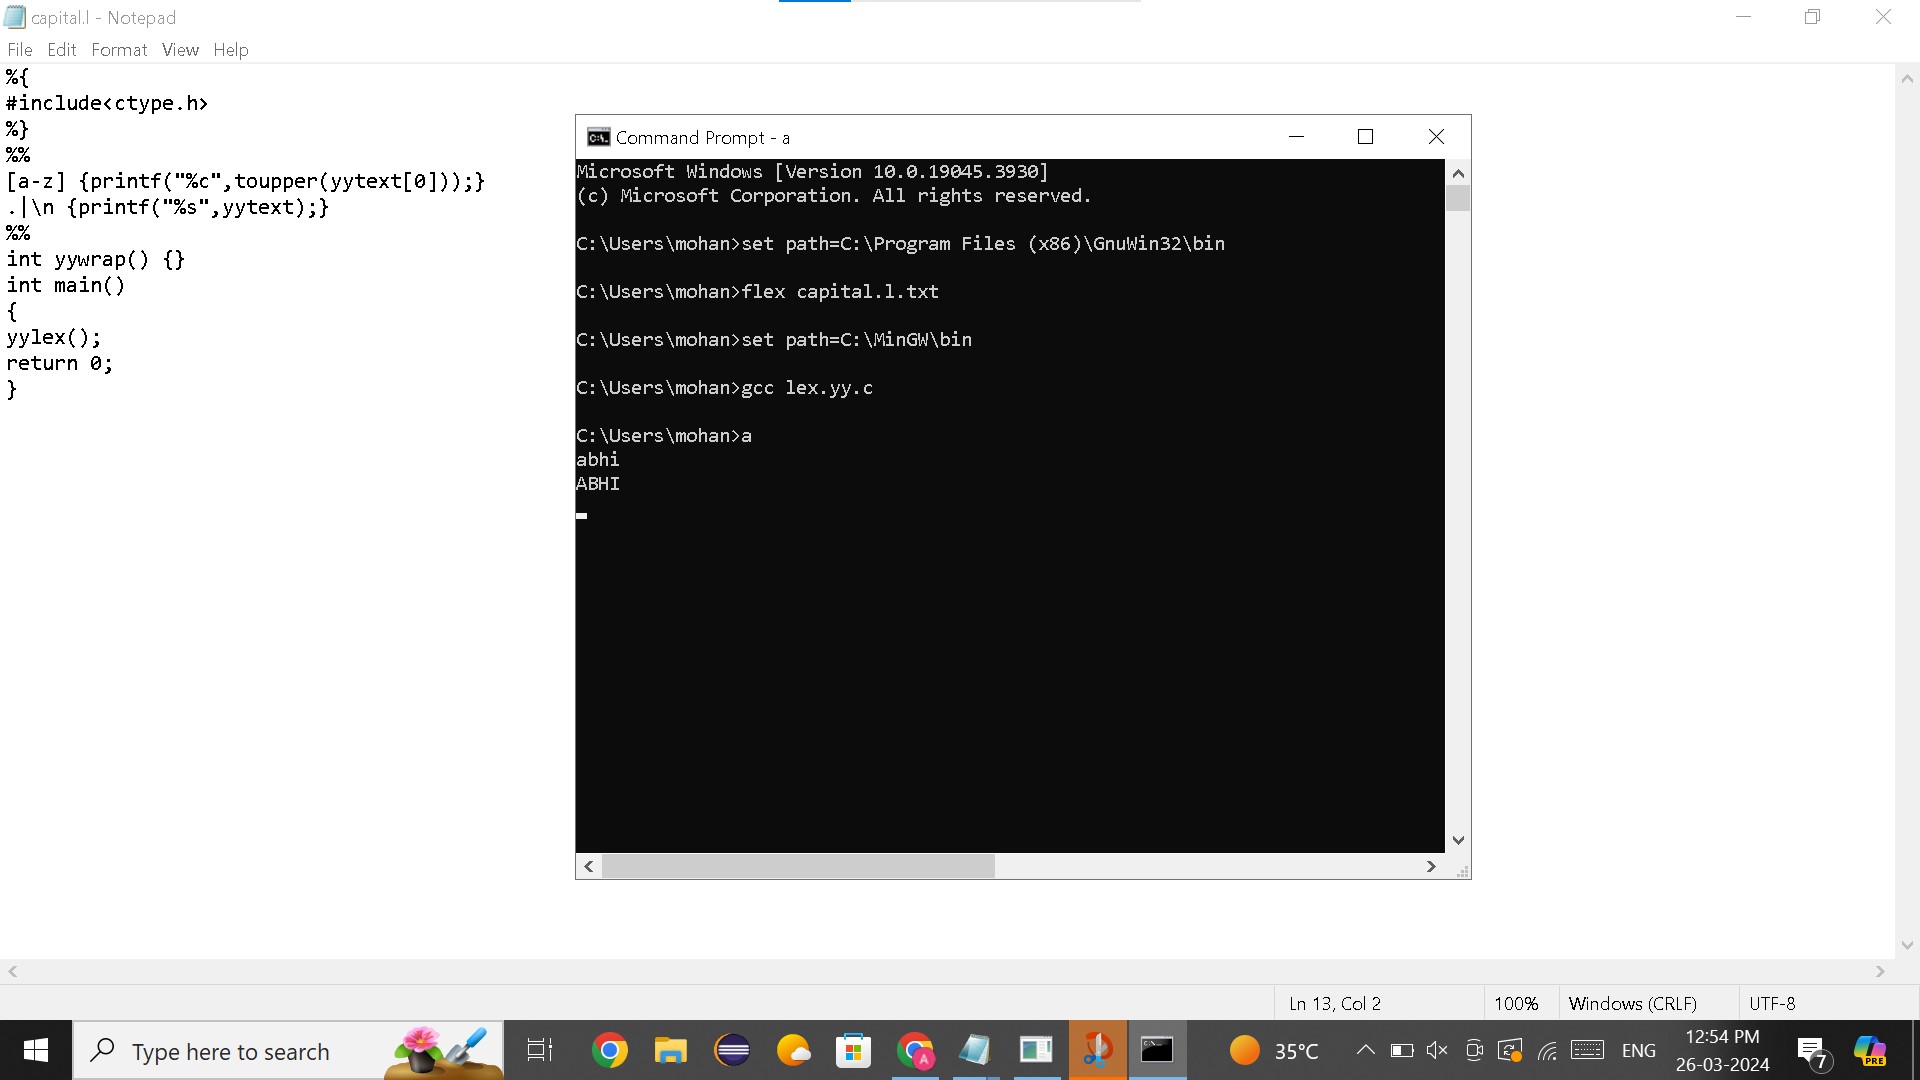 capital.l - Notepad
File Edit Format View Help
%{
#include<ctype.h>
%}
%%
[a-z] {printf("%c",toupper(yytext[0]));}
.|\n {printf("%s",yytext);}
%%
int yywrap() {}
int main()
{
yylex();
return 0;
}
Command Prompt - a
Microsoft Windows [Version 10.0.19045.3930]
(c) Microsoft Corporation. All rights reserved.
C:\Users\mohan>set path=C:\Program Files (x86)\GnuWin32\bin
C:\Users\mohan>flex capital.l.txt
C:\Users\mohan>set path=C:\MinGW\bin
C:\Users\mohan>gcc lex.yy.c
C:\Users\mohan>a
abhi
ABHI
Ln 13, Col 2 100% Windows (CRLF) UTF-8
Type here to search
A
35°C
ENG
12:54 PM
26-03-2024
7
PRE